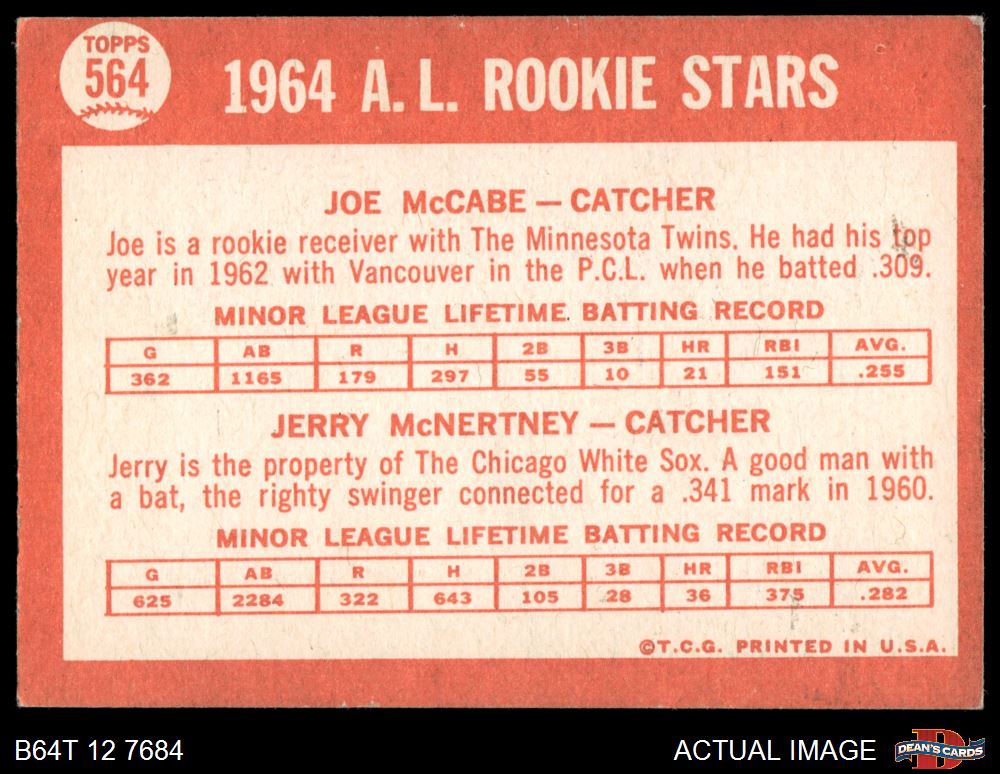 TOPPS
564
1964 A.L. ROOKIE STARS
JOE McCABE — CATCHER
Joe is a rookie receiver with The Minnesota Twins. He had his top
year in 1962 with Vancouver in the P.C.L. when he batted .309.
MINOR LEAGUE LIFETIME BATTING RECORD
G AB R H 2B 3B HR RBI AVG.
362 1165 179 297 55 10 21 151 .255
JERRY McNERTNEY — CATCHER
Jerry is the property of The Chicago White Sox. A good man with
a bat, the righty swinger connected for a .341 mark in 1960.
MINOR LEAGUE LIFETIME BATTING RECORD
G AB R H 2B 3B HR RBI AVG.
625 2284 322 643 105 28 36 375 .282
©T.C.G. PRINTED IN U.S.A.
B64T 12 7684
ACTUAL IMAGE
D
DEAN'S CARDS